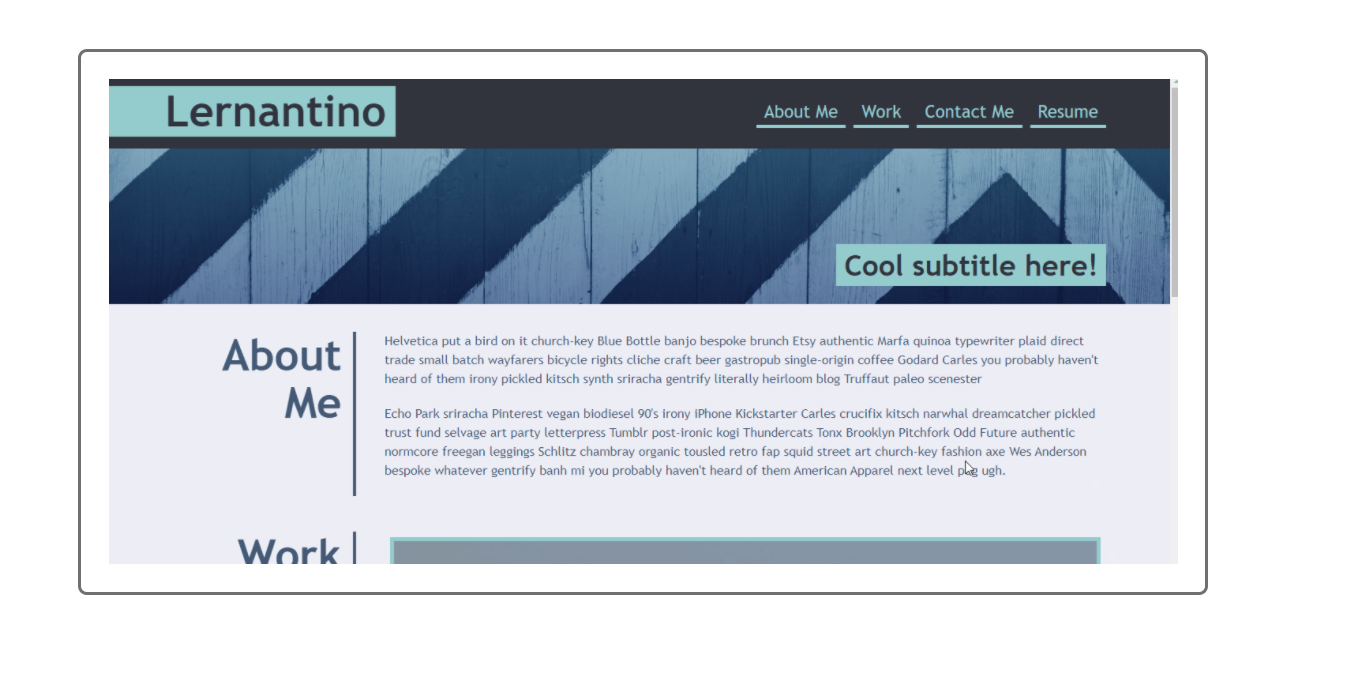 Lernantino
About Me Work Contact Me Resume
Cool subtitle here!
About
Me
Helvetica put a bird on it church-key Blue Bottle banjo bespoke brunch Etsy authentic Marfa quinoa typewriter plaid direct
trade small batch wayfarers bicycle rights cliche craft beer gastropub single-origin coffee Godard Carles you probably haven't
heard of them irony pickled kitsch synth sriracha gentrify literally heirloom blog Truffaut paleo scenester
Echo Park sriracha Pinterest vegan biodiesel 90's irony iPhone Kickstarter Carles crucifix kitsch narwhal dreamcatcher pickled
trust fund selvage art party letterpress Tumblr post-ironic kogi Thundercats Tonx Brooklyn Pitchfork Odd Future authentic
normcore freegan leggings Schlitz chambray organic tousled retro fap squid street art church-key fashion axe Wes Anderson
bespoke whatever gentrify banh mi you probably haven't heard of them American Apparel next level ugh.
Work